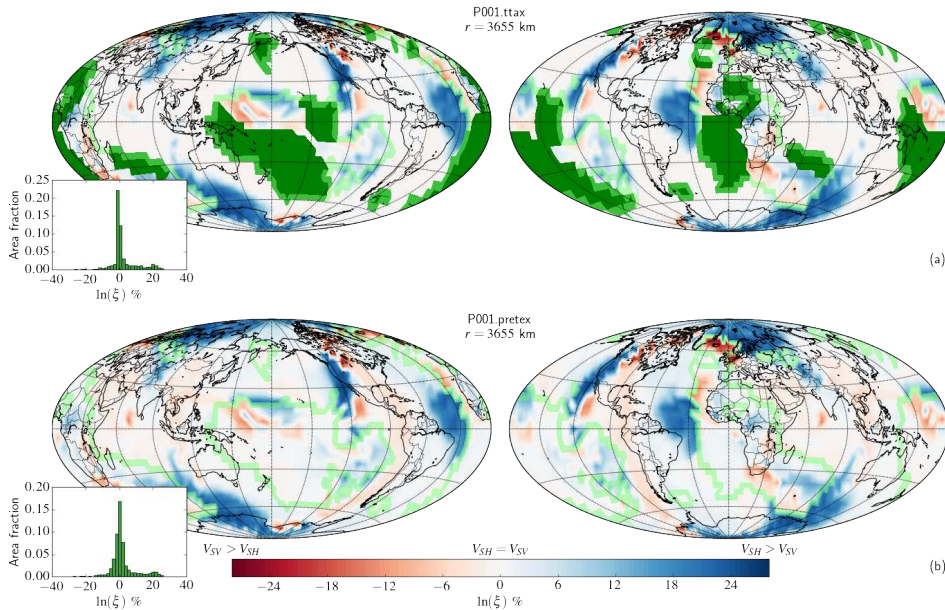 P001.ttax
r = 3655 km
0.25
0.20
0.15
0.10
0.05
0.00
Area fraction
−40 −20 0 20 40
ln(ξ) %
(a)
P001.pretex
r = 3655 km
0.20
0.15
0.10
0.05
0.00
Area fraction
−40 −20 0 20 40
ln(ξ) %
V_SV > V_SH V_SH = V_SV V_SH > V_SV
−24 −18 −12 −6 0 6 12 18 24
ln(ξ) %
(b)